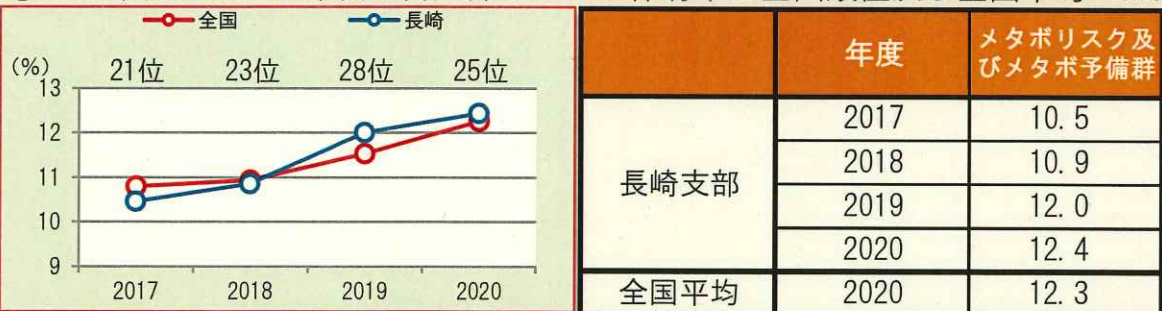 全国 長崎
(%) 21位 23位 28位 25位
13
12
11
10
9
2017 2018 2019 2020
年度 メタボリスク及びメタボ予備群
長崎支部 2017 10.5
2018 10.9
2019 12.0
2020 12.4
全国平均 2020 12.3